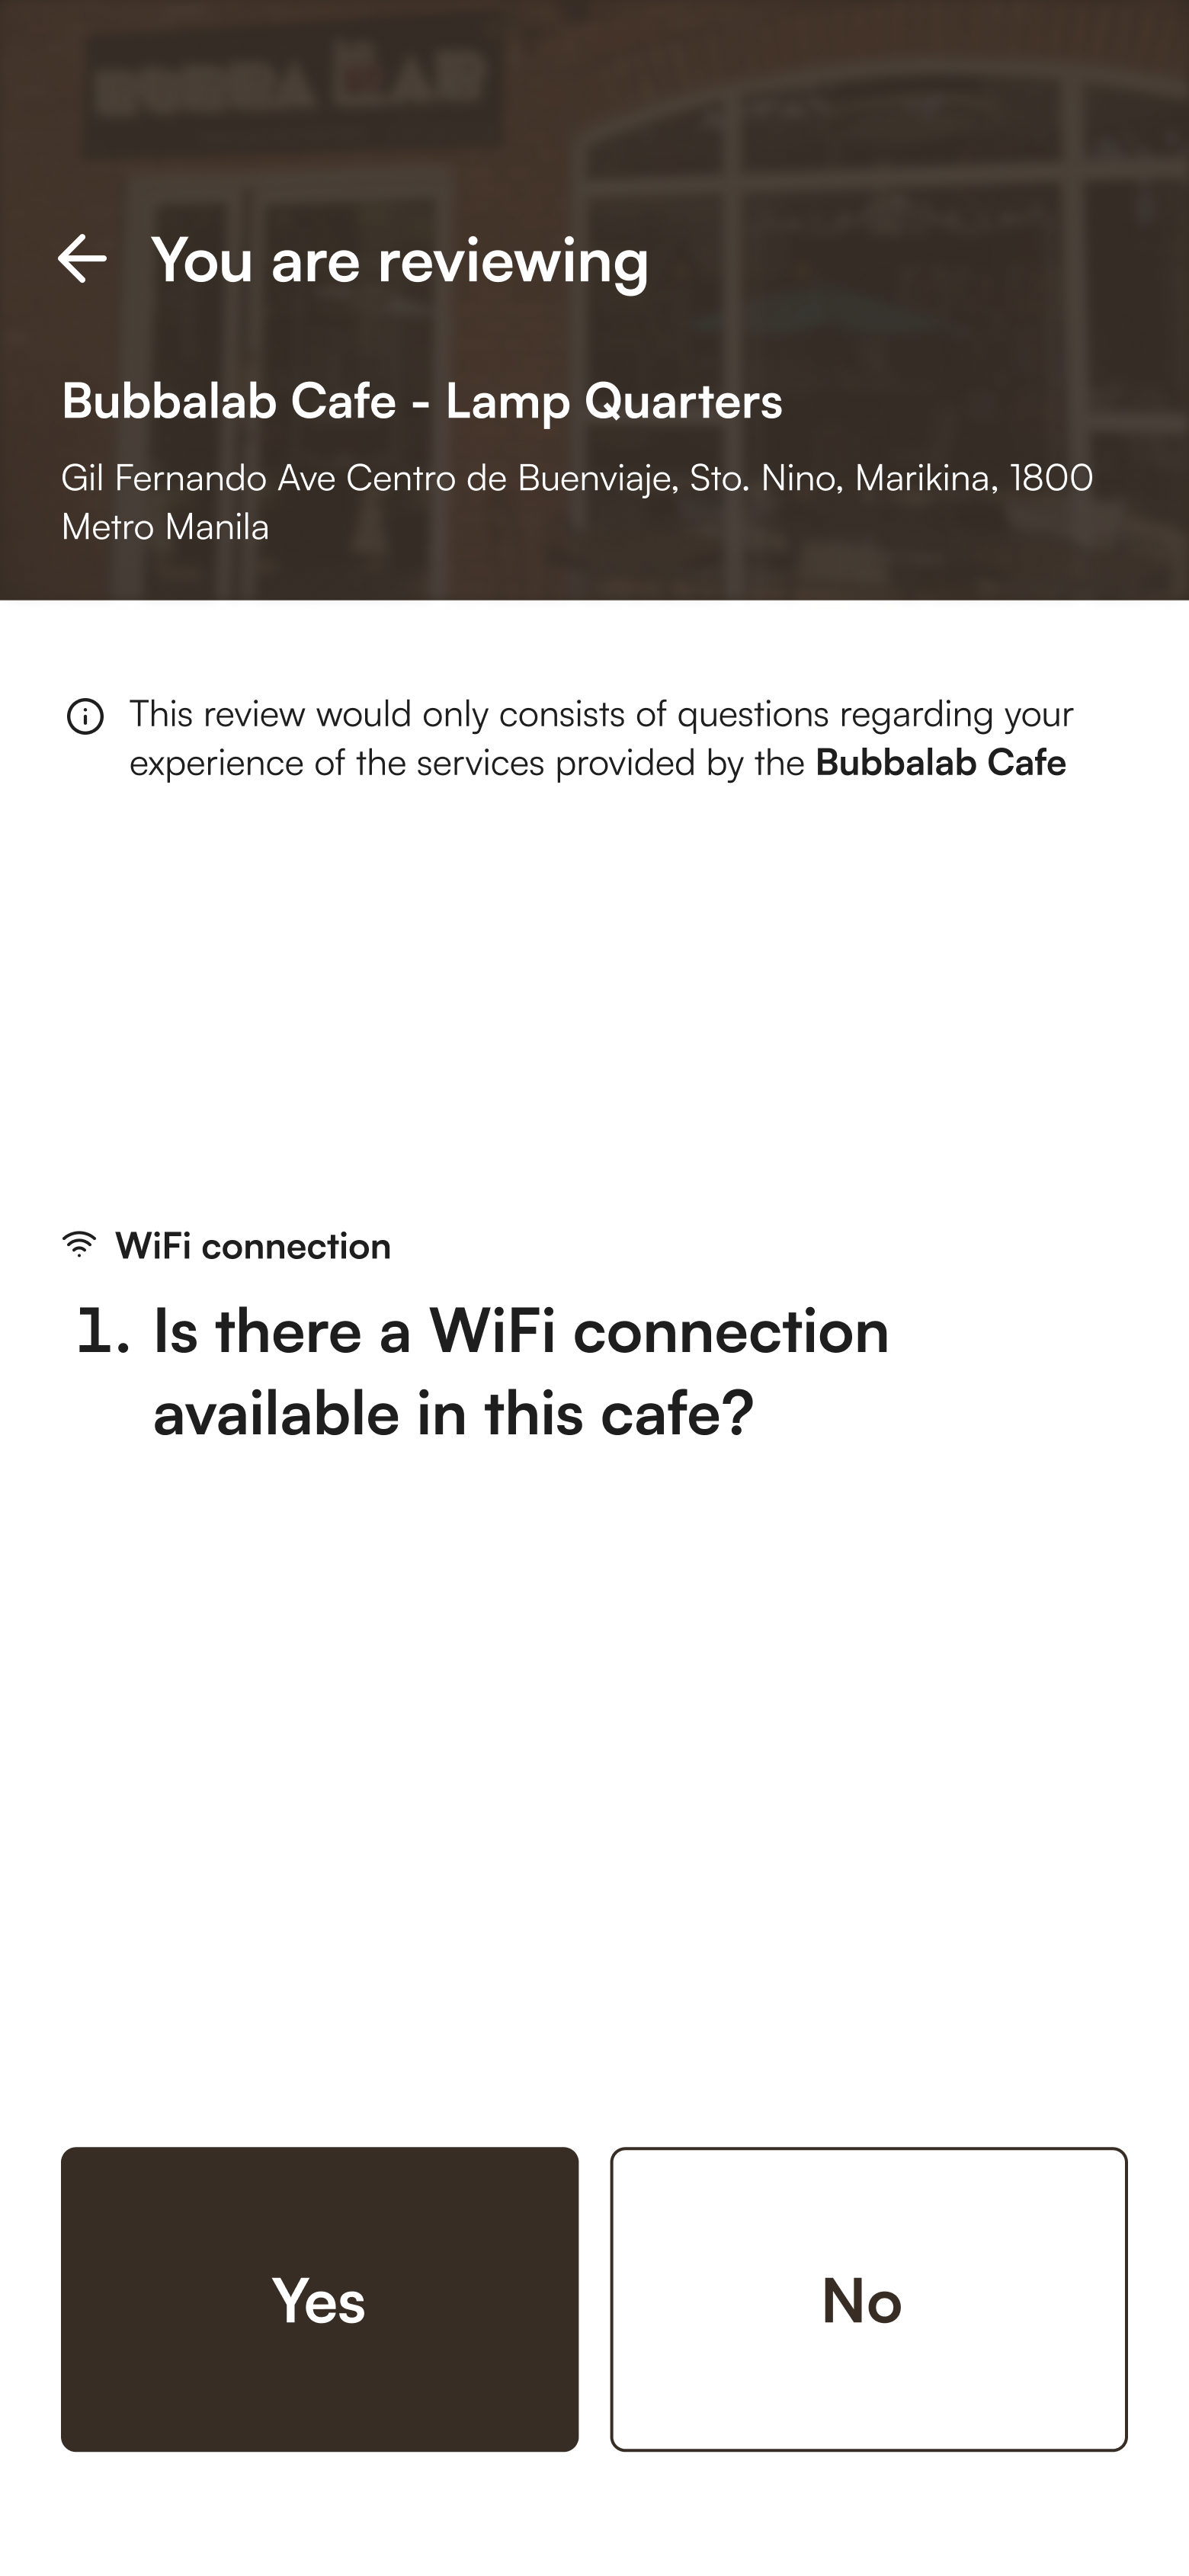 You are reviewing
Bubbalab Cafe - Lamp Quarters
Gil Fernando Ave Centro de Buenviaje, Sto. Nino, Marikina, 1800
Metro Manila
This review would only consists of questions regarding your
experience of the services provided by the Bubbalab Cafe
WiFi connection
1. Is there a WiFi connection
available in this cafe?
Yes
No